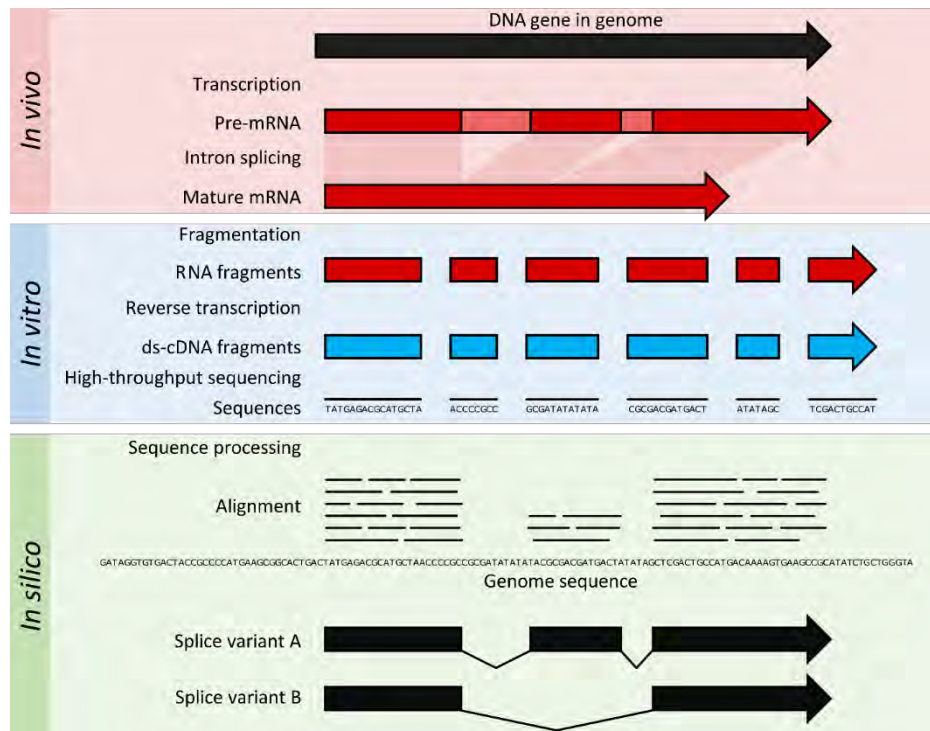 In vivo
DNA gene in genome
Transcription
Pre-mRNA
Intron splicing
Mature mRNA
In vitro
Fragmentation
RNA fragments
Reverse transcription
ds-cDNA fragments
High-throughput sequencing
Sequences TATGAGACGCATGCTA ACCCCGCC GCGATATATATA CGCGACGATGACT ATATAGC TCGACTGCCAT
In silico
Sequence processing
Alignment
GATAGGTGTGACTACCGCCCCATGAAGCGGCACTGACTATGAGACGCATGCTAACCCCGCCGCGATATATATACGCGACGATGACTATATAGCTCGACTGCCATGACAAAAGTGAAGCCGCATATCTGCTGGGTA
Genome sequence
Splice variant A
Splice variant B